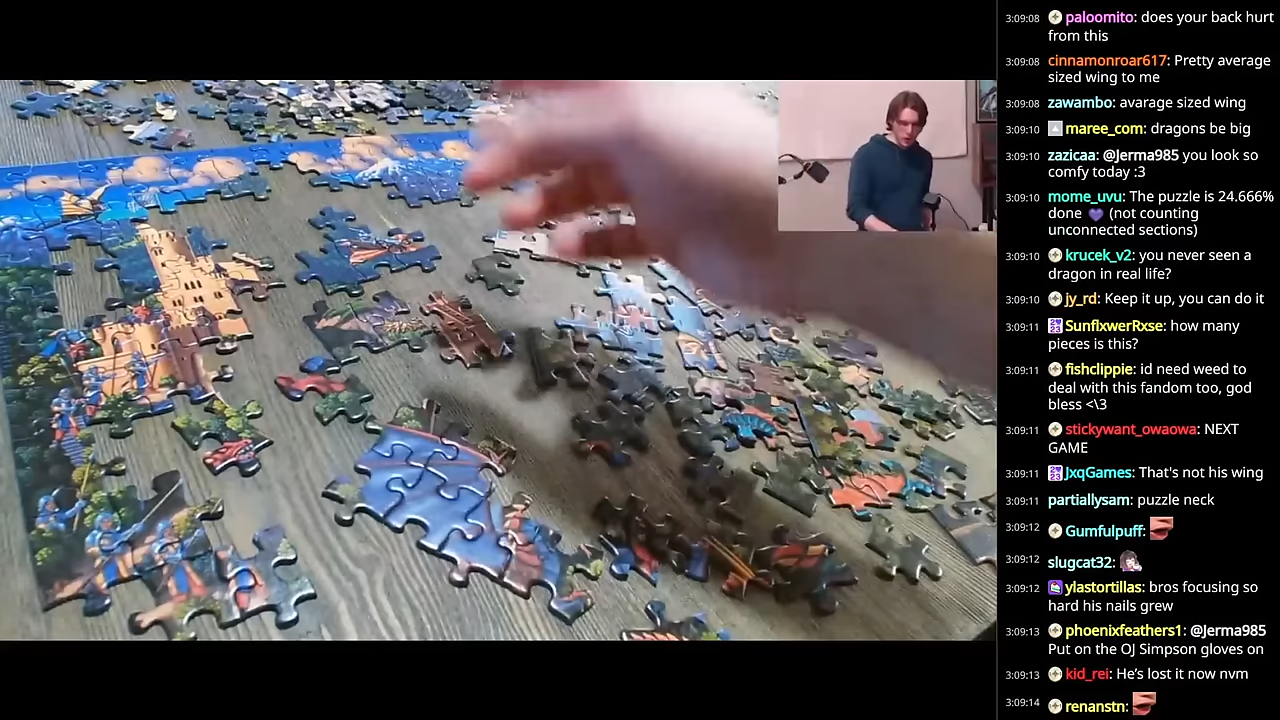 3:09:08 paloomito: does your back hurt
from this
3:09:08 cinnamonroar617: Pretty average
sized wing to me
3:09:10 zawambo: avarage sized wing
3:09:10 maree_com: dragons be big
3:09:10 zazicaa: @Jerma985 you look so
comfy today :3
3:09:10 mome_uvu: The puzzle is 24.666%
done 💜 (not counting
unconnected sections)
3:09:10 krucek_v2: you never seen a
dragon in real life?
3:09:10 jy_rd: Keep it up, you can do it
3:09:11 SunflxwerRxse: how many
pieces is this?
3:09:11 fishclippie: id need weed to
deal with this fandom too, god
bless <\3
3:09:11 stickywant_owaowa: NEXT
GAME
3:09:11 JxqGames: That's not his wing
3:09:11 partiallysam: puzzle neck
3:09:12 Gumfulpuff:
3:09:12 slugcat32:
3:09:12 ylastortillas: bros focusing so
hard his nails grew
3:09:13 phoenixfeathers1: @Jerma985
Put on the OJ Simpson gloves on
3:09:13 kid_rei: He's lost it now nvm
3:09:14 renanstn: